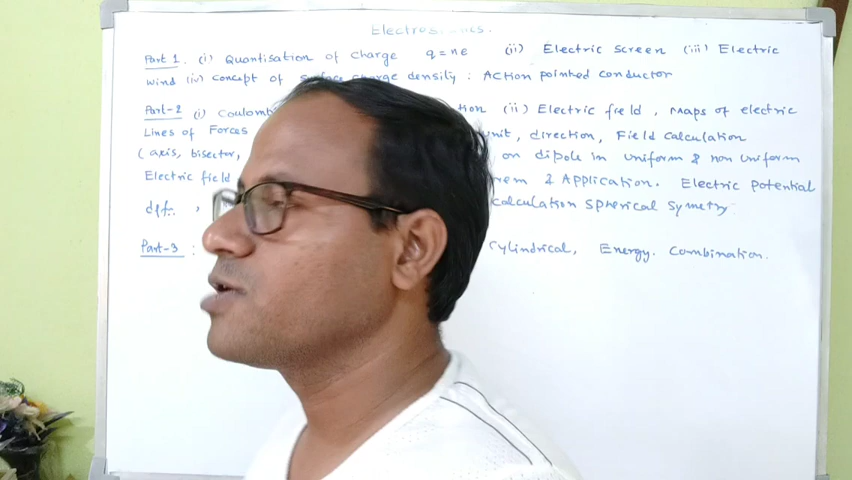 Electrostatics.
Part 1. (i) Quantisation of charge q = ne (ii) Electric screen (iii) Electric
wind (iv) concept of surface charge density : Action pointed conductor
Part-2 (i) Coulomb (ii) Electric field, Maps of electric
Lines of Forces unit, direction, Field Calculation
(axis, bisector, on dipole in uniform & non uniform
Electric field & Application. Electric Potential
calculation Spherical Symetry
Part-3 : Cylindrical, Energy. Combination.